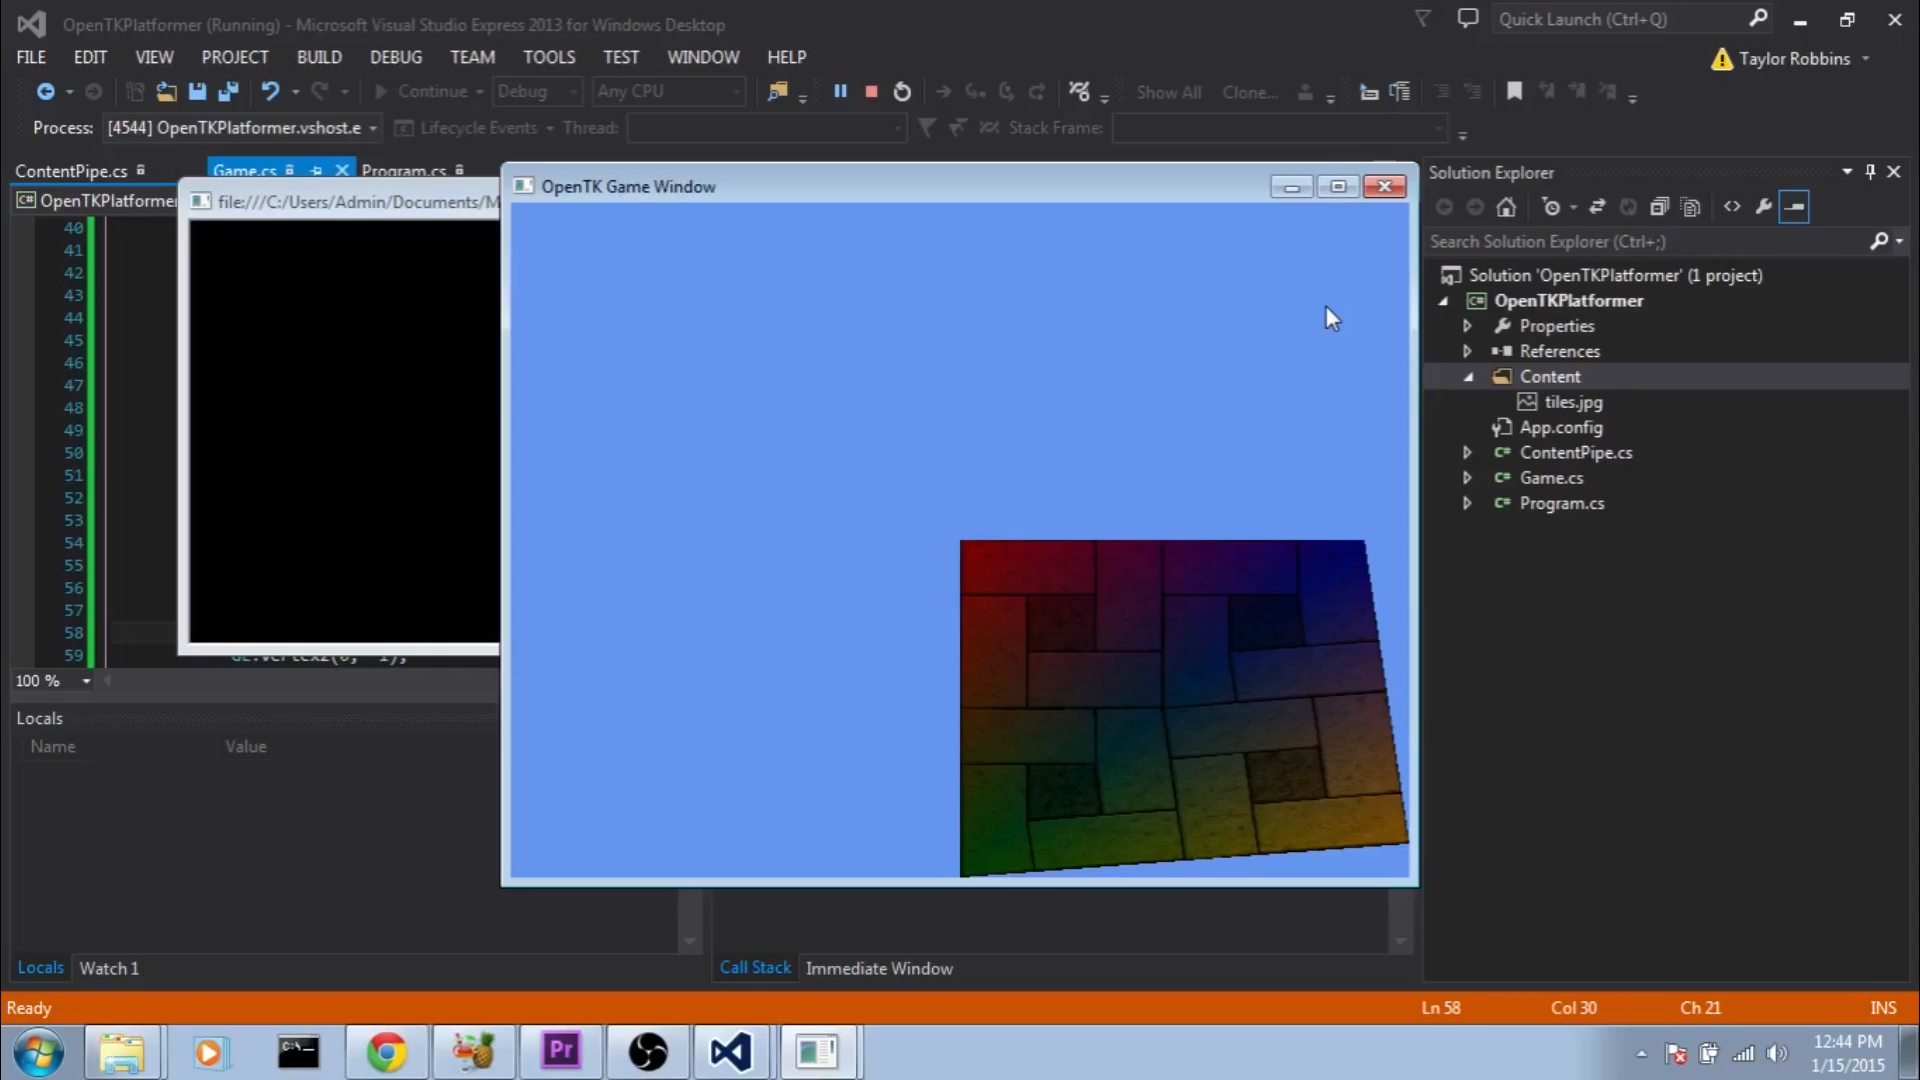 OpenTKPlatformer (Running) - Microsoft Visual Studio Express 2013 for Windows Desktop
Quick Launch (Ctrl+Q)
FILE EDIT VIEW PROJECT BUILD DEBUG TEAM TOOLS TEST WINDOW HELP
Taylor Robbins
Continue Debug Any CPU Show All Clone...
Process: [4544] OpenTKPlatformer.vshost.e Lifecycle Events Thread: Stack Frame:
ContentPipe.cs Game.cs Program.cs
OpenTKPlatformer
file:///C:/Users/Admin/Documents/M
OpenTK Game Window
40
41
42
43
44
45
46
47
48
49
50
51
52
53
54
55
56
57
58
59
100 %
Locals
Name Value
Locals Watch 1
Call Stack Immediate Window
Solution Explorer
Search Solution Explorer (Ctrl+;)
Solution 'OpenTKPlatformer' (1 project)
OpenTKPlatformer
Properties
References
Content
tiles.jpg
App.config
ContentPipe.cs
Game.cs
Program.cs
Ready Ln 58 Col 30 Ch 21 INS
C:\_
Pr
12:44 PM
1/15/2015